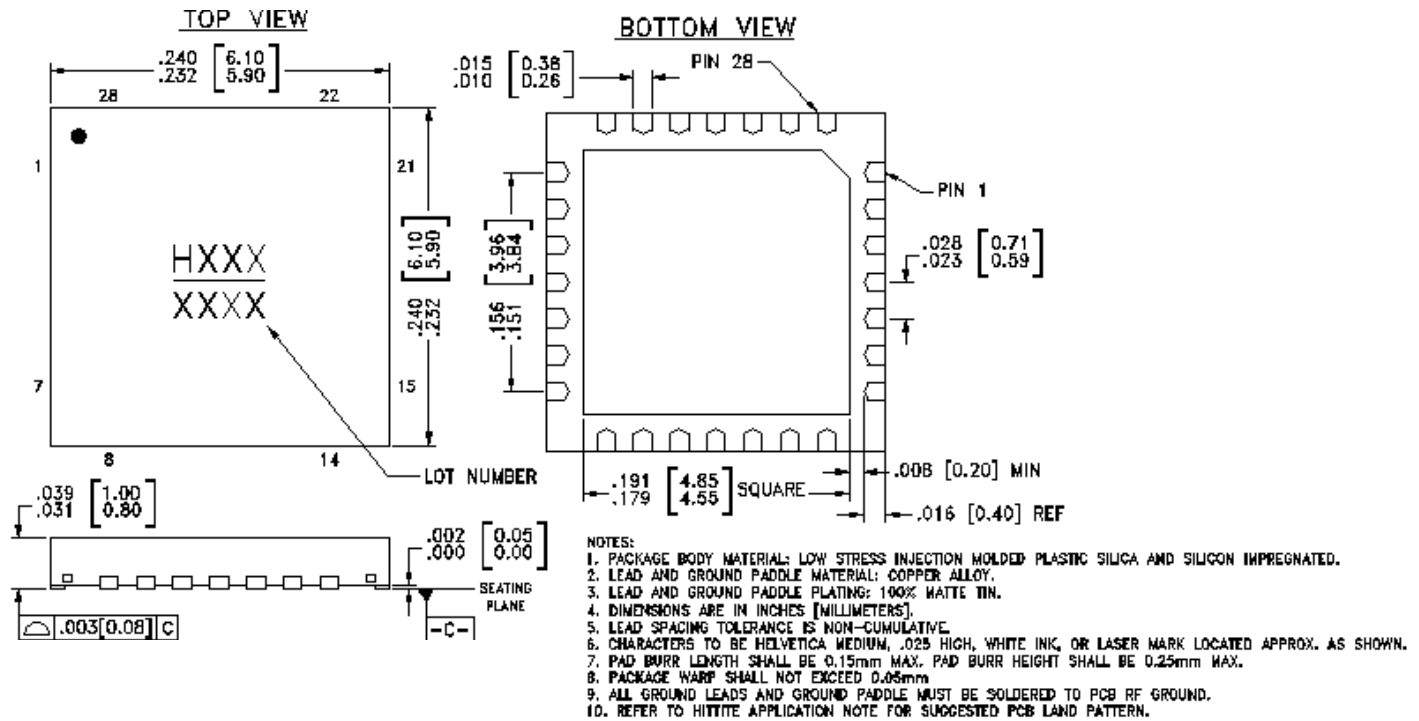 TOP VIEW
.240 [6.10]
.232 [5.90]
28 22
1 21
HXXX
XXXX
.240 [6.10]
.232 [5.90]
7 15
8 14
LOT NUMBER
.039 [1.00]
.031 [0.80]
.002 [0.05]
.000 [0.00]
SEATING
PLANE
.003[0.08] C
-C-
BOTTOM VIEW
.015 [0.38]
.010 [0.26]
PIN 28
PIN 1
.156 [3.96]
.151 [3.84]
.028 [0.71]
.023 [0.59]
.191 [4.85]
.179 [4.55]
SQUARE
.008 [0.20] MIN
.016 [0.40] REF
NOTES:
1. PACKAGE BODY MATERIAL: LOW STRESS INJECTION MOLDED PLASTIC SILICA AND SILICON IMPREGNATED.
2. LEAD AND GROUND PADDLE MATERIAL: COPPER ALLOY.
3. LEAD AND GROUND PADDLE PLATING: 100% MATTE TIN.
4. DIMENSIONS ARE IN INCHES [MILLIMETERS].
5. LEAD SPACING TOLERANCE IS NON-CUMULATIVE.
6. CHARACTERS TO BE HELVETICA MEDIUM, .025 HIGH, WHITE INK, OR LASER MARK LOCATED APPROX. AS SHOWN.
7. PAD BURR LENGTH SHALL BE 0.15mm MAX. PAD BURR HEIGHT SHALL BE 0.25mm MAX.
8. PACKAGE WARP SHALL NOT EXCEED 0.05mm
9. ALL GROUND LEADS AND GROUND PADDLE MUST BE SOLDERED TO PCB RF GROUND.
10. REFER TO HITTITE APPLICATION NOTE FOR SUGGESTED PCB LAND PATTERN.